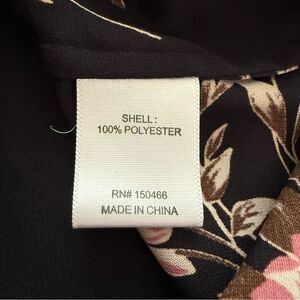 SHELL:
100% POLYESTER
RN# 150466
MADE IN CHINA